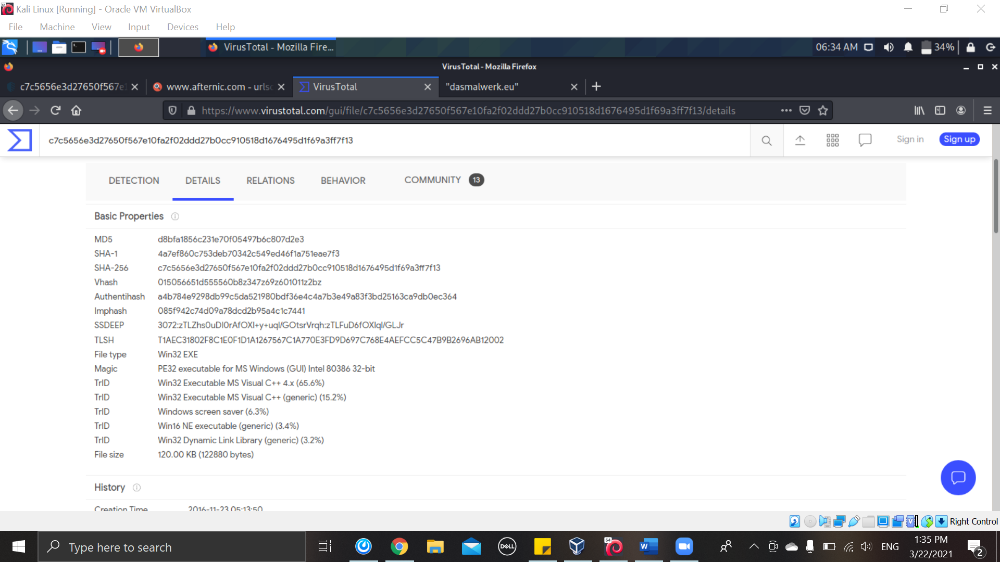 Kali Linux [Running] - Oracle VM VirtualBox
File Machine View Input Devices Help
VirusTotal - Mozilla Fire... 06:34 AM 34%
VirusTotal - Mozilla Firefox
c7c5656e3d27650f567e1 www.afternic.com - urlsc VirusTotal "dasmalwerk.eu"
https://www.virustotal.com/gui/file/c7c5656e3d27650f567e10fa2f02ddd27b0cc910518d1676495d1f69a3ff7f13/details
c7c5656e3d27650f567e10fa2f02ddd27b0cc910518d1676495d1f69a3ff7f13 Sign in Sign up
DETECTION DETAILS RELATIONS BEHAVIOR COMMUNITY 13
Basic Properties
MD5 d8bfa1856c231e70f05497b6c807d2e3
SHA-1 4a7ef860c753deb70342c549ed46f1a751eae7f3
SHA-256 c7c5656e3d27650f567e10fa2f02ddd27b0cc910518d1676495d1f69a3ff7f13
Vhash 015056651d555560b8z347z69z601011z2bz
Authentihash a4b784e9298db99c5da521980bdf36e4c4a7b3e49a83f3bd25163ca9db0ec364
Imphash 085f942c74d09a78dcd2b95a4c1c7441
SSDEEP 3072:zTLZhs0uDI0rAfOXI+y+uql/GOtsrVrqh:zTLFuD6fOXIql/GLJr
TLSH T1AEC31802F8C1E0F1D1A1267567C1A770E3FD9D697C768E4AEFCC5C47B9B2696AB12002
File type Win32 EXE
Magic PE32 executable for MS Windows (GUI) Intel 80386 32-bit
TrID Win32 Executable MS Visual C++ 4.x (65.6%)
TrID Win32 Executable MS Visual C++ (generic) (15.2%)
TrID Windows screen saver (6.3%)
TrID Win16 NE executable (generic) (3.4%)
TrID Win32 Dynamic Link Library (generic) (3.2%)
File size 120.00 KB (122880 bytes)
History
Creation Time 2016-11-23 05:13:50
Right Control
Type here to search DELL 64 W ENG 1:35 PM
3/22/2021 2